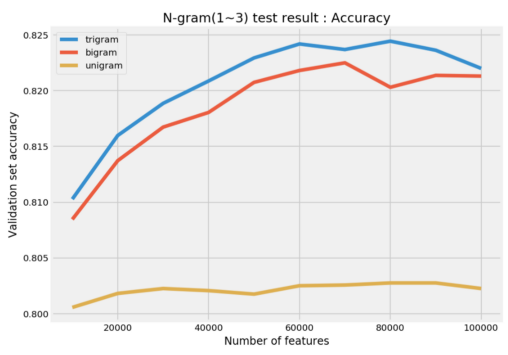 N-gram(1~3) test result : Accuracy
trigram
bigram
unigram
0.825
0.820
0.815
0.810
0.805
0.800
Validation set accuracy
20000 40000 60000 80000 100000
Number of features